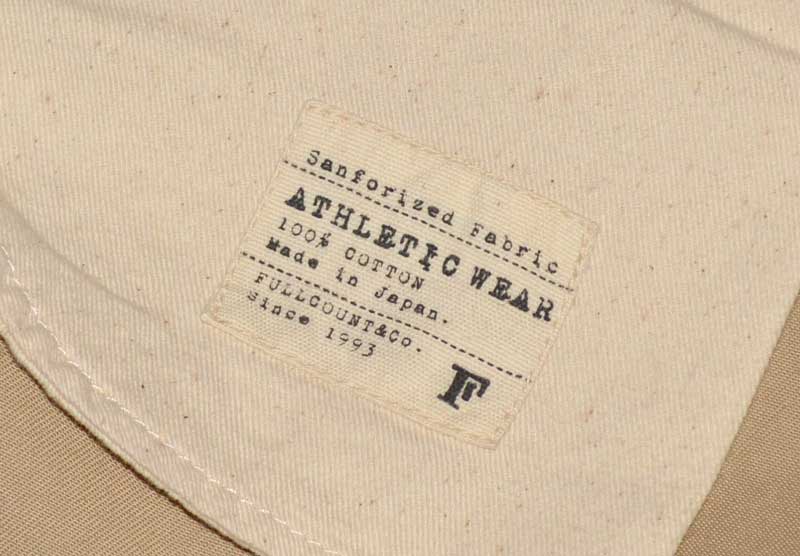 Sanforized Fabric
ATHLETIC WEAR
100% COTTON
Made in Japan.
FULLCOUNT&Co.
since 1993
F